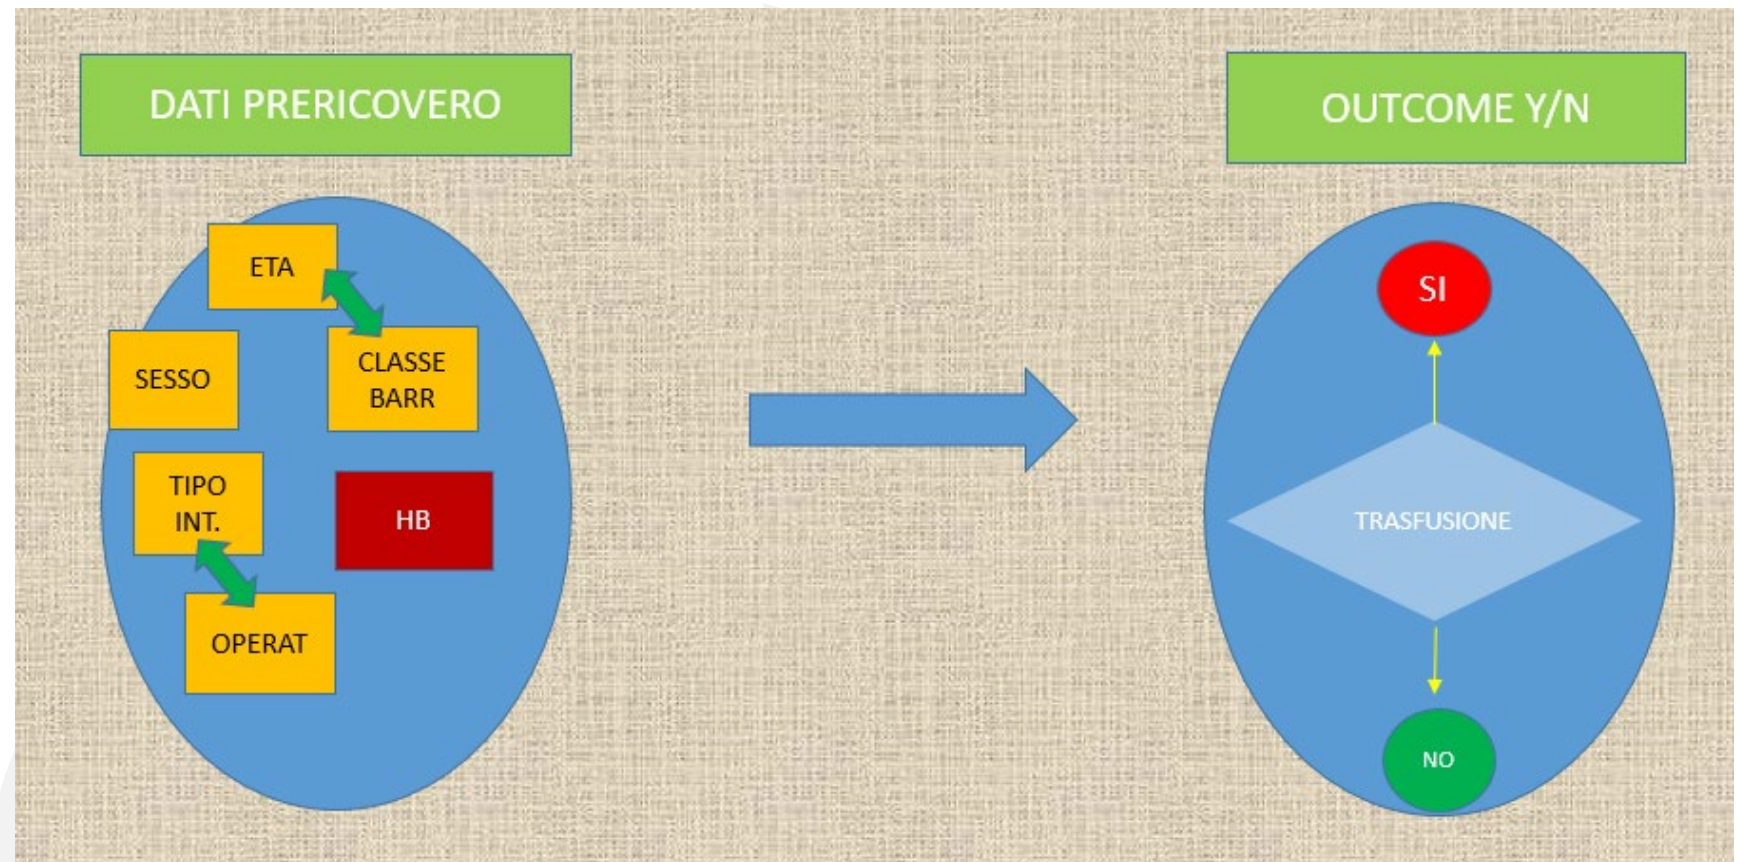 DATI PRERICOVERO
OUTCOME Y/N
ETA
SESSO
CLASSE
BARR
TIPO
INT.
HB
OPERAT
SI
TRASFUSIONE
NO